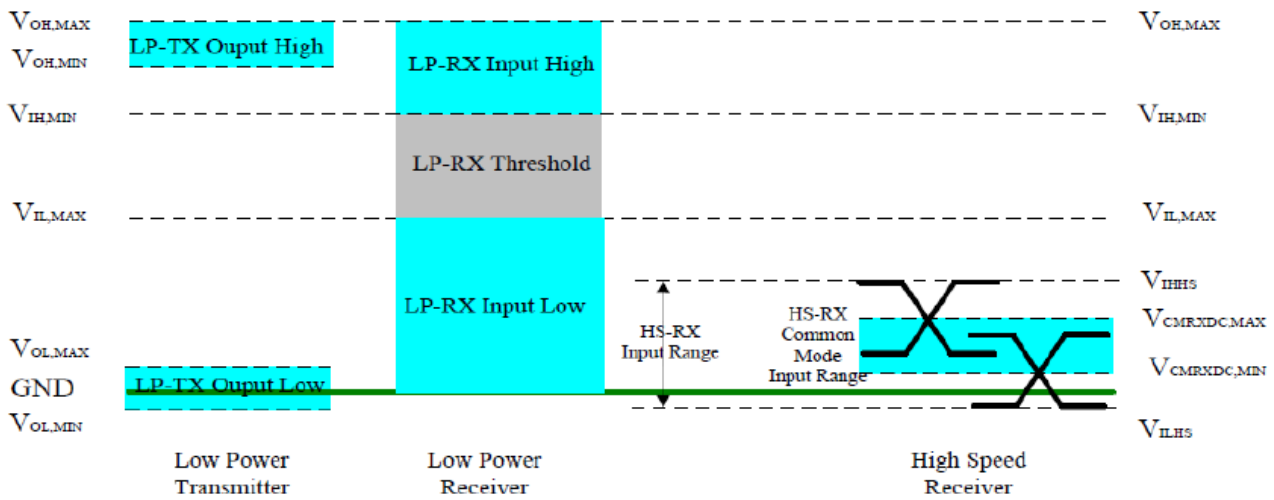 VOH,MAX
LP-TX Ouput High
VOH,MIN
LP-RX Input High
VOH,MAX
VIH,MIN
VIH,MIN
LP-RX Threshold
VIL,MAX
VIL,MAX
LP-RX Input Low
HS-RX
Input Range
HS-RX
Common
Mode
Input Range
VIHHS
VCMRXDC,MAX
VCMRXDC,MIN
VILHS
VOL,MAX
LP-TX Ouput Low
GND
VOL,MIN
Low Power
Transmitter
Low Power
Receiver
High Speed
Receiver